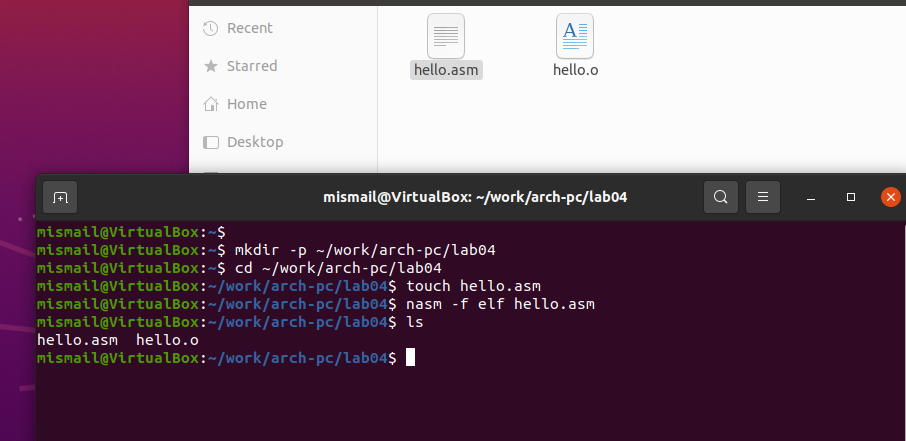 Recent
Starred
Home
Desktop
hello.asm
hello.o
mismail@VirtualBox: ~/work/arch-pc/lab04
mismail@VirtualBox:~$
mismail@VirtualBox:~$ mkdir -p ~/work/arch-pc/lab04
mismail@VirtualBox:~$ cd ~/work/arch-pc/lab04
mismail@VirtualBox:~/work/arch-pc/lab04$ touch hello.asm
mismail@VirtualBox:~/work/arch-pc/lab04$ nasm -f elf hello.asm
mismail@VirtualBox:~/work/arch-pc/lab04$ ls
hello.asm  hello.o
mismail@VirtualBox:~/work/arch-pc/lab04$